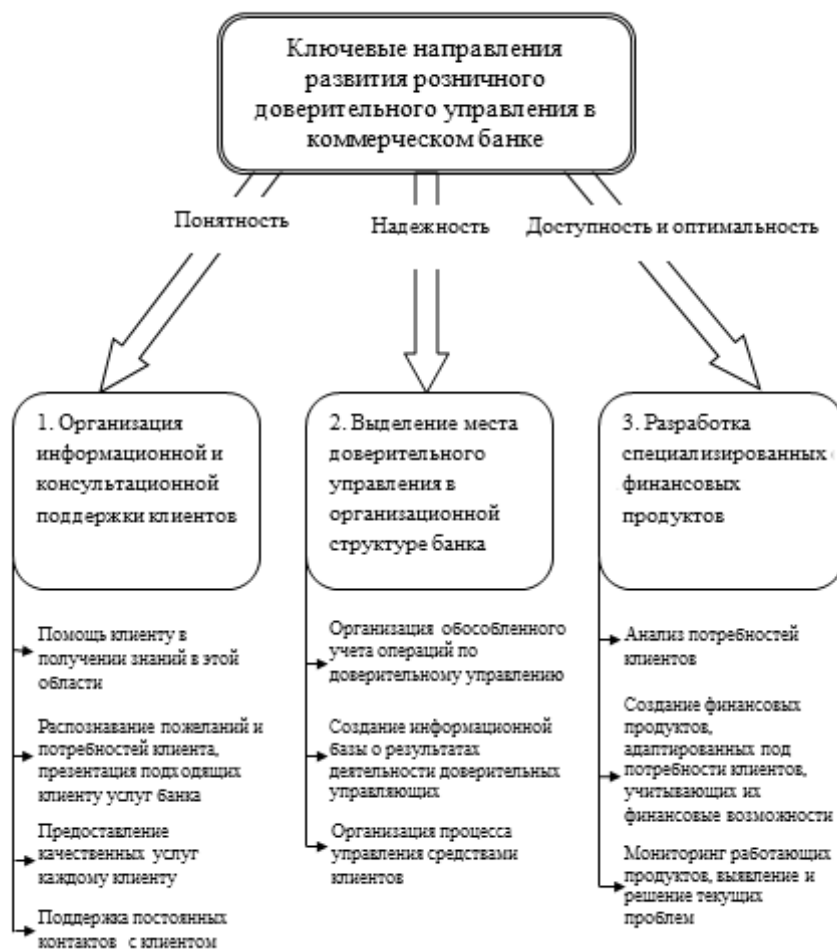 Ключевые направления
развития розничного
доверительного управления в
коммерческом банке
Понятность
Надежность
Доступность и оптимальность
1. Организация
информационной и
консультационной
поддержки клиентов
2. Выделение места
доверительного
управления в
организационной
структуре банка
3. Разработка
специализированных
финансовых
продуктов
Помощь клиенту в
получении знаний в этой
области
Распознавание пожеланий и
потребностей клиента,
презентация подходящих
клиенту услуг банка
Предоставление
качественных услуг
каждому клиенту
Поддержка постоянных
контактов с клиентом
Организация обособленного
учета операций по
доверительному управлению
Создание информационной
базы о результатах
деятельности доверительных
управляющих
Организация процесса
управления средствами
клиентов
Анализ потребностей
клиентов
Создание финансовых
продуктов,
адаптированных под
потребности клиентов,
учитывающих их
финансовые возможности
Мониторинг работающих
продуктов, выявление и
решение текущих
проблем